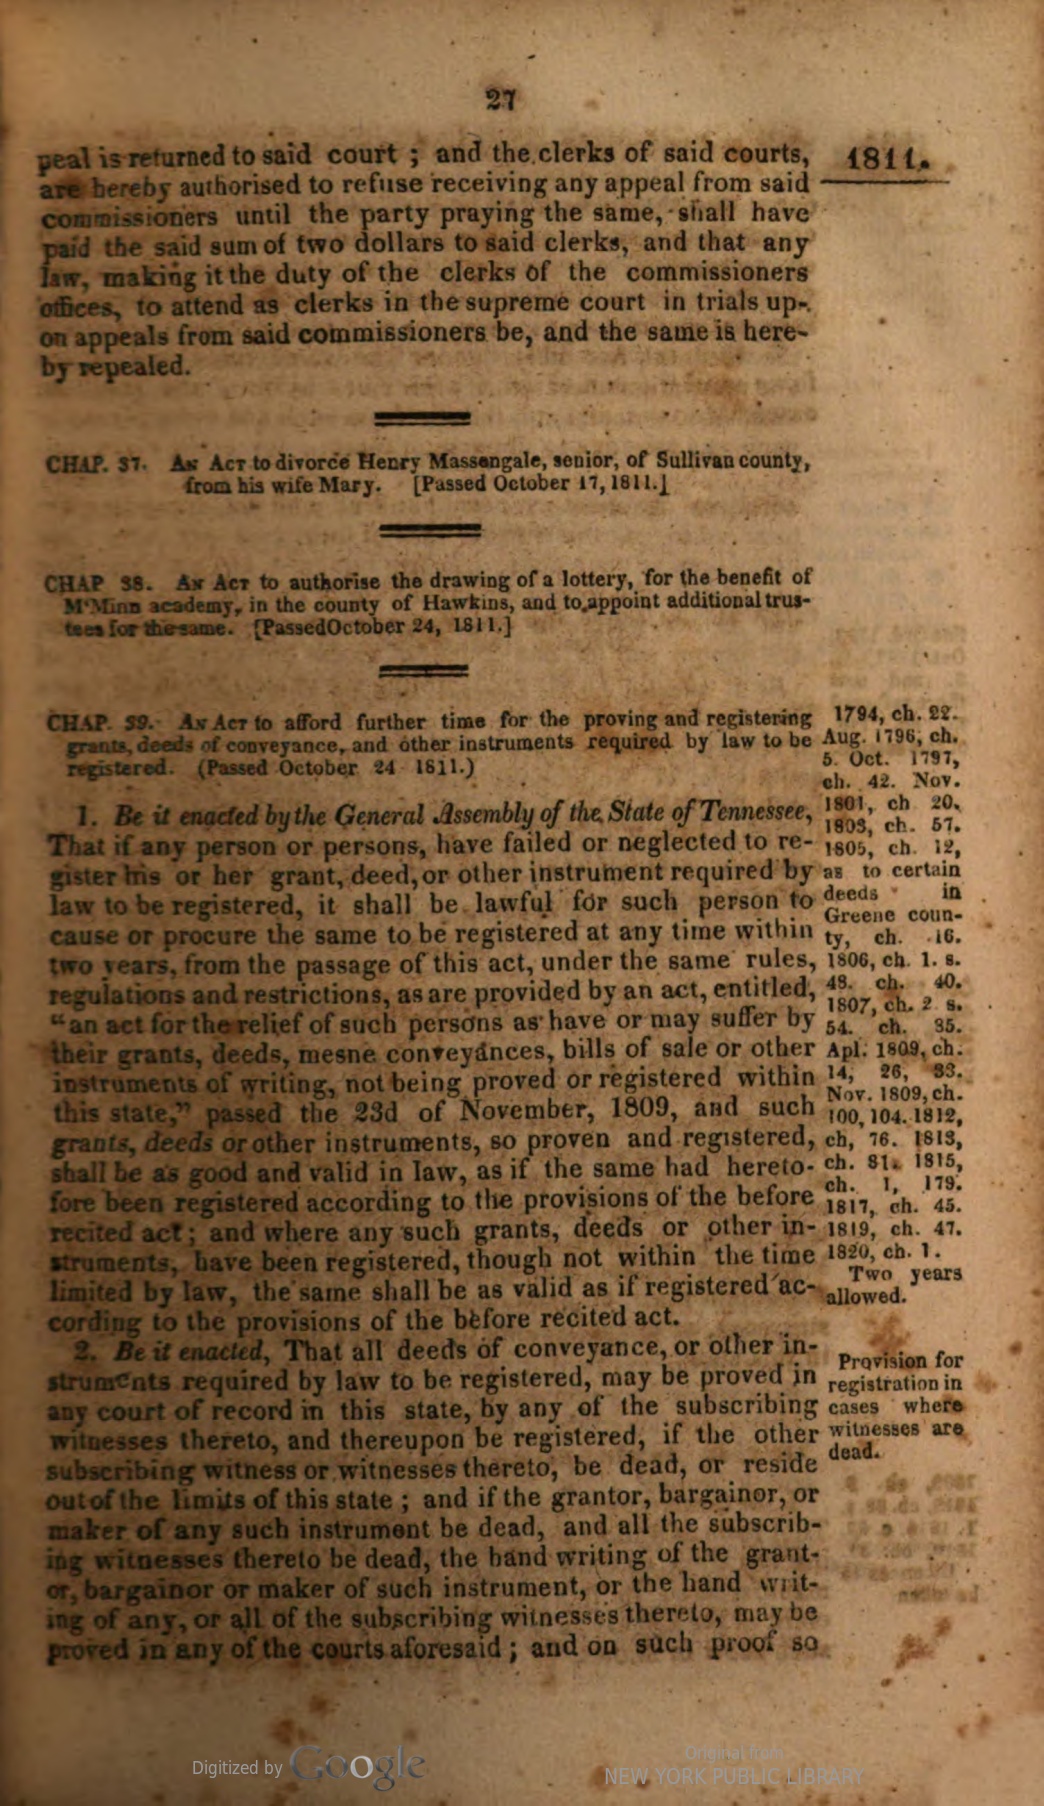 27
1811.
peal is returned to said court ; and the clerks of said courts,
are hereby authorised to refuse receiving any appeal from said
commissioners until the party praying the same, shall have
paid the said sum of two dollars to said clerks, and that any
law, making it the duty of the clerks of the commissioners
offices, to attend as clerks in the supreme court in trials up-
on appeals from said commissioners be, and the same is here-
by repealed.
CHAP. 37. An Act to divorce Henry Massengale, senior, of Sullivan county,
from his wife Mary. [Passed October 17, 1811.]
CHAP 38. An Act to authorise the drawing of a lottery, for the benefit of
M'Minn academy, in the county of Hawkins, and to appoint additional trus-
tees for the same. [Passed October 24, 1811.]
CHAP. 39. An Act to afford further time for the proving and registering
grants, deeds of conveyance, and other instruments required by law to be
registered. (Passed October 24 1811.)
1. Be it enacted by the General Assembly of the State of Tennessee,
That if any person or persons, have failed or neglected to re-
gister his or her grant, deed, or other instrument required by
law to be registered, it shall be lawful for such person to
cause or procure the same to be registered at any time within
two years, from the passage of this act, under the same rules,
regulations and restrictions, as are provided by an act, entitled,
"an act for the relief of such persons as have or may suffer by
their grants, deeds, mesne conveyances, bills of sale or other
instruments of writing, not being proved or registered within
this state," passed the 23d of November, 1809, and such
grants, deeds or other instruments, so proven and registered,
shall be as good and valid in law, as if the same had hereto-
fore been registered according to the provisions of the before
recited act ; and where any such grants, deeds or other in-
struments, have been registered, though not within the time
limited by law, the same shall be as valid as if registered ac-
cording to the provisions of the before recited act.
2. Be it enacted, That all deeds of conveyance, or other in-
struments required by law to be registered, may be proved in
any court of record in this state, by any of the subscribing
witnesses thereto, and thereupon be registered, if the other
subscribing witness or witnesses thereto, be dead, or reside
out of the limits of this state ; and if the grantor, bargainor, or
maker of any such instrument be dead, and all the subscrib-
ing witnesses thereto be dead, the hand writing of the grant-
or, bargainor or maker of such instrument, or the hand writ-
ing of any, or all of the subscribing witnesses thereto, may be
proved in any of the courts aforesaid ; and on such proof so
1794, ch. 22.
Aug. 1796, ch.
5. Oct. 1797,
ch. 42. Nov.
1801, ch 20.
1803, ch. 57.
1805, ch. 12,
as to certain
deeds in
Greene coun-
ty, ch. 16.
1806, ch. 1. s.
48. ch. 40.
1807, ch. 2 s.
54. ch. 35.
Apl. 1809, ch.
14, 26, 33.
Nov. 1809, ch.
100, 104. 1812,
ch, 76. 1813,
ch. 81. 1815,
ch. 1, 179.
1817, ch. 45.
1819, ch. 47.
1820, ch. 1.
Two years
allowed.
Provision for
registration in
cases where
witnesses are
dead.
Digitized by Google
Original from
NEW YORK PUBLIC LIBRARY